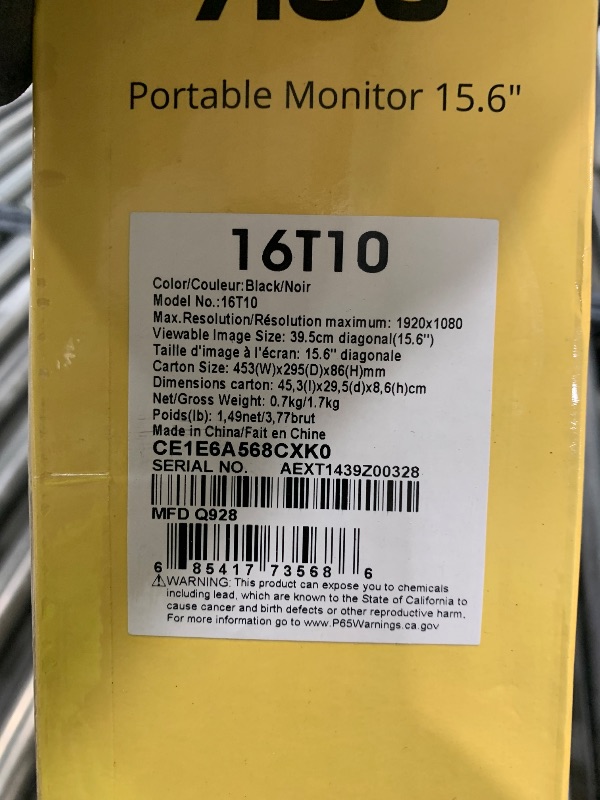 Portable Monitor 15.6"
16T10
Color/Couleur:Black/Noir
Model No.:16T10
Max.Resolution/Résolution maximum: 1920x1080
Viewable Image Size: 39.5cm diagonal(15.6")
Taille d'image à l'écran: 15.6" diagonale
Carton Size: 453(W)x295(D)x86(H)mm
Dimensions carton: 45,3(l)x29,5(d)x8,6(h)cm
Net/Gross Weight: 0.7kg/1.7kg
Poids(lb): 1,49net/3,77brut
Made in China/Fait en Chine
CE1E6A568CXK0
SERIAL NO. AEXT1439Z00328
MFD Q928
6 85417 73568 6
⚠WARNING: This product can expose you to chemicals
including lead, which are known to the State of California to
cause cancer and birth defects or other reproductive harm.
For more information go to www.P65Warnings.ca.gov